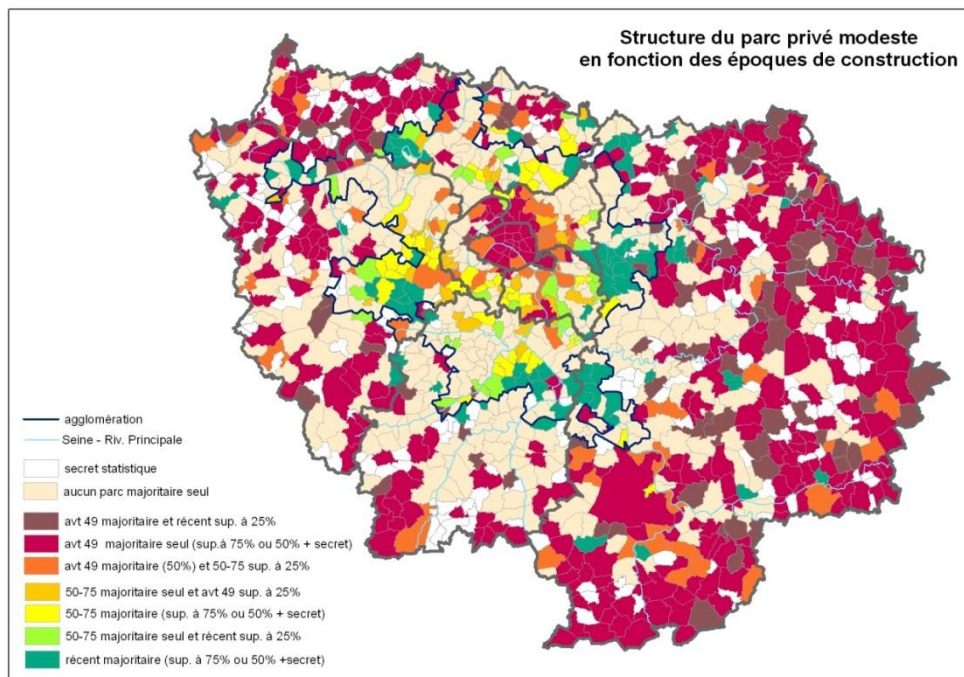 Structure du parc privé modeste
en fonction des époques de construction
agglomération
Seine - Riv. Principale
secret statistique
aucun parc majoritaire seul
avt 49 majoritaire et récent sup. à 25%
avt 49 majoritaire seul (sup.à 75% ou 50% + secret)
avt 49 majoritaire (50%) et 50-75 sup. à 25%
50-75 majoritaire seul et avt 49 sup. à 25%
50-75 majoritaire (sup. à 75% ou 50% + secret)
50-75 majoritaire seul et récent sup. à 25%
récent majoritaire (sup. à 75% ou 50% +secret)